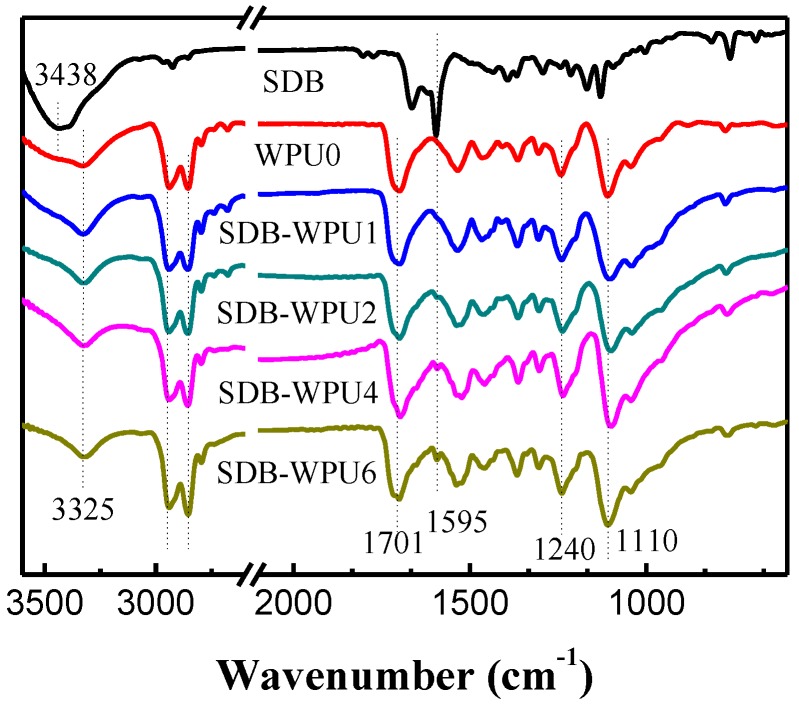 3438
SDB
WPU0
SDB-WPU1
SDB-WPU2
SDB-WPU4
SDB-WPU6
3325
1701
1595
1240
1110
3500 3000 2000 1500 1000
Wavenumber (cm-1)